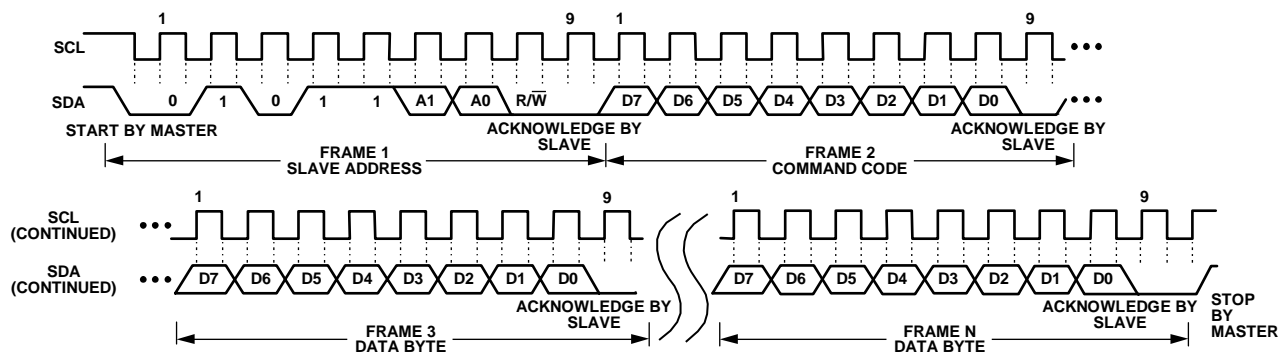 1 9 1 9
SCL
SDA 0 1 0 1 1 A1 A0 R/W̅ D7 D6 D5 D4 D3 D2 D1 D0
START BY MASTER ACKNOWLEDGE BY SLAVE ACKNOWLEDGE BY SLAVE
FRAME 1
SLAVE ADDRESS
FRAME 2
COMMAND CODE
1 9 1 9
SCL
(CONTINUED)
SDA
(CONTINUED)
D7 D6 D5 D4 D3 D2 D1 D0 D7 D6 D5 D4 D3 D2 D1 D0
ACKNOWLEDGE BY
SLAVE
ACKNOWLEDGE BY
SLAVE
STOP
BY
MASTER
FRAME 3
DATA BYTE
FRAME N
DATA BYTE